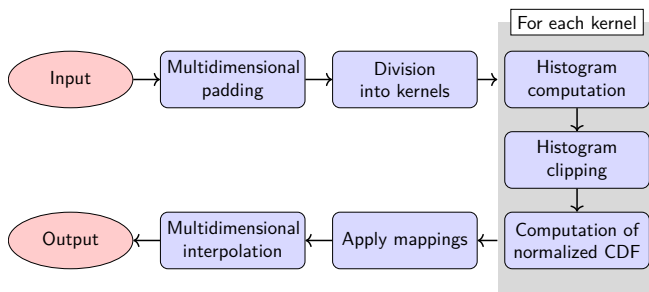 For each kernel
Input
Multidimensional
padding
Division
into kernels
Histogram
computation
Histogram
clipping
Computation of
normalized CDF
Apply mappings
Multidimensional
interpolation
Output